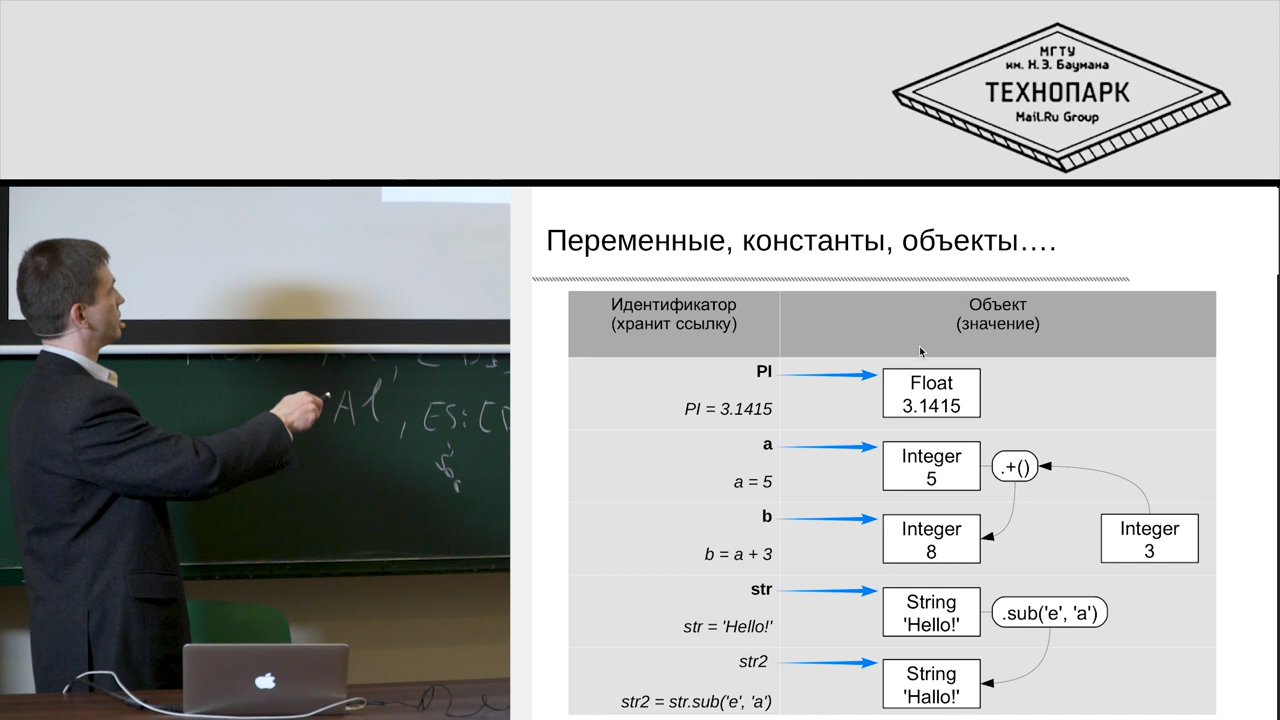 МГТУ
им. Н.Э. Баумана
ТЕХНОПАРК
Mail.Ru Group
Переменные, константы, объекты....
Идентификатор
(хранит ссылку)
Объект
(значение)
PI
PI = 3.1415
Float
3.1415
a
a = 5
Integer
5
.+()
b
b = a + 3
Integer
8
Integer
3
str
str = 'Hello!'
String
'Hello!'
.sub('e', 'a')
str2
str2 = str.sub('e', 'a')
String
'Hallo!'